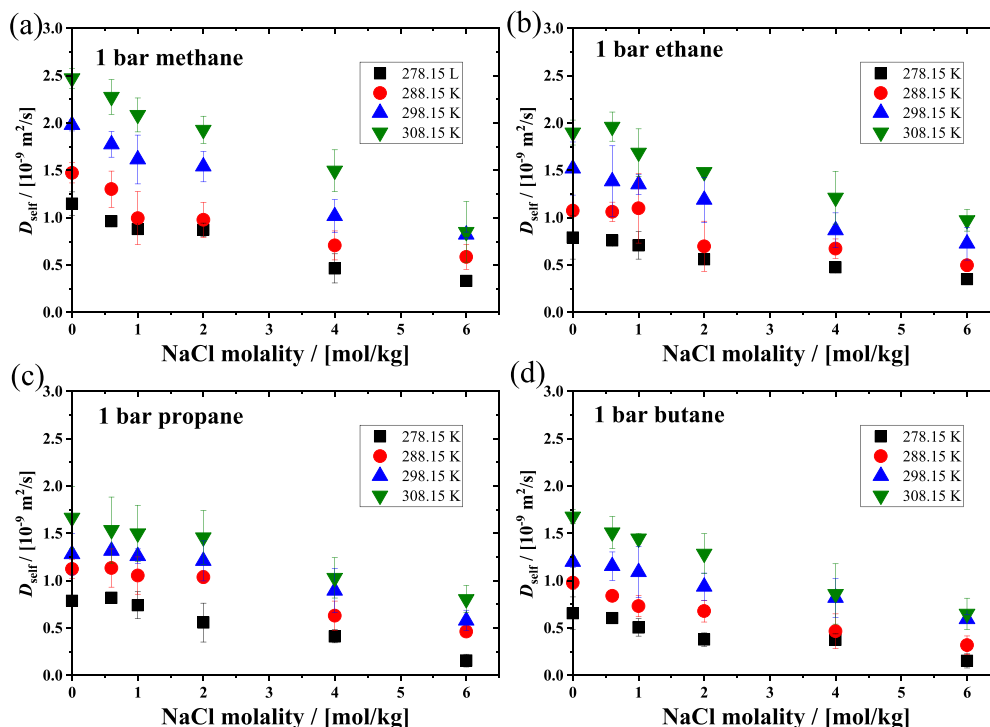 (a)
1 bar methane
278.15 L
288.15 K
298.15 K
308.15 K
3.0
2.5
2.0
1.5
1.0
0.5
0.0
D_self / [10⁻⁹ m²/s]
0 1 2 3 4 5 6
NaCl molality / [mol/kg]
(b)
1 bar ethane
278.15 K
288.15 K
298.15 K
308.15 K
3.0
2.5
2.0
1.5
1.0
0.5
0.0
D_self / [10⁻⁹ m²/s]
0 1 2 3 4 5 6
NaCl molality / [mol/kg]
(c)
1 bar propane
278.15 K
288.15 K
298.15 K
308.15 K
3.0
2.5
2.0
1.5
1.0
0.5
0.0
D_self / [10⁻⁹ m²/s]
0 1 2 3 4 5 6
NaCl molality / [mol/kg]
(d)
1 bar butane
278.15 K
288.15 K
298.15 K
308.15 K
3.0
2.5
2.0
1.5
1.0
0.5
0.0
D_self / [10⁻⁹ m²/s]
0 1 2 3 4 5 6
NaCl molality / [mol/kg]